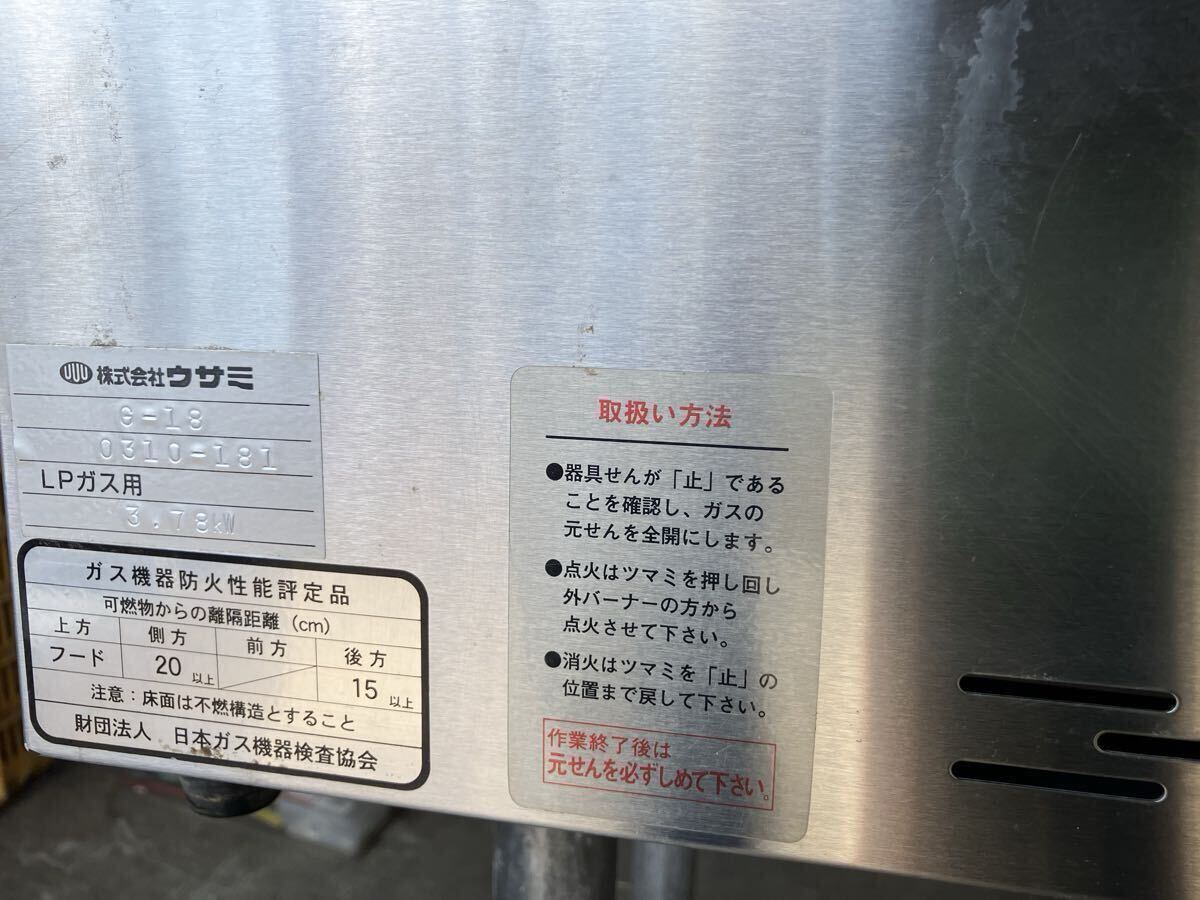 株式会社ウサミ
G-18
0310-181
LPガス用
3.78kW
ガス機器防火性能評定品
可燃物からの離隔距離（cm）
上方 側方 前方 後方
フード 20以上 15以上
注意：床面は不燃構造とすること
財団法人 日本ガス機器検査協会
取扱い方法
●器具せんが「止」である
ことを確認し、ガスの
元せんを全開にします。
●点火はツマミを押し回し
外バーナーの方から
点火させて下さい。
●消火はツマミを「止」の
位置まで戻して下さい。
作業終了後は
元せんを必ずしめて下さい。